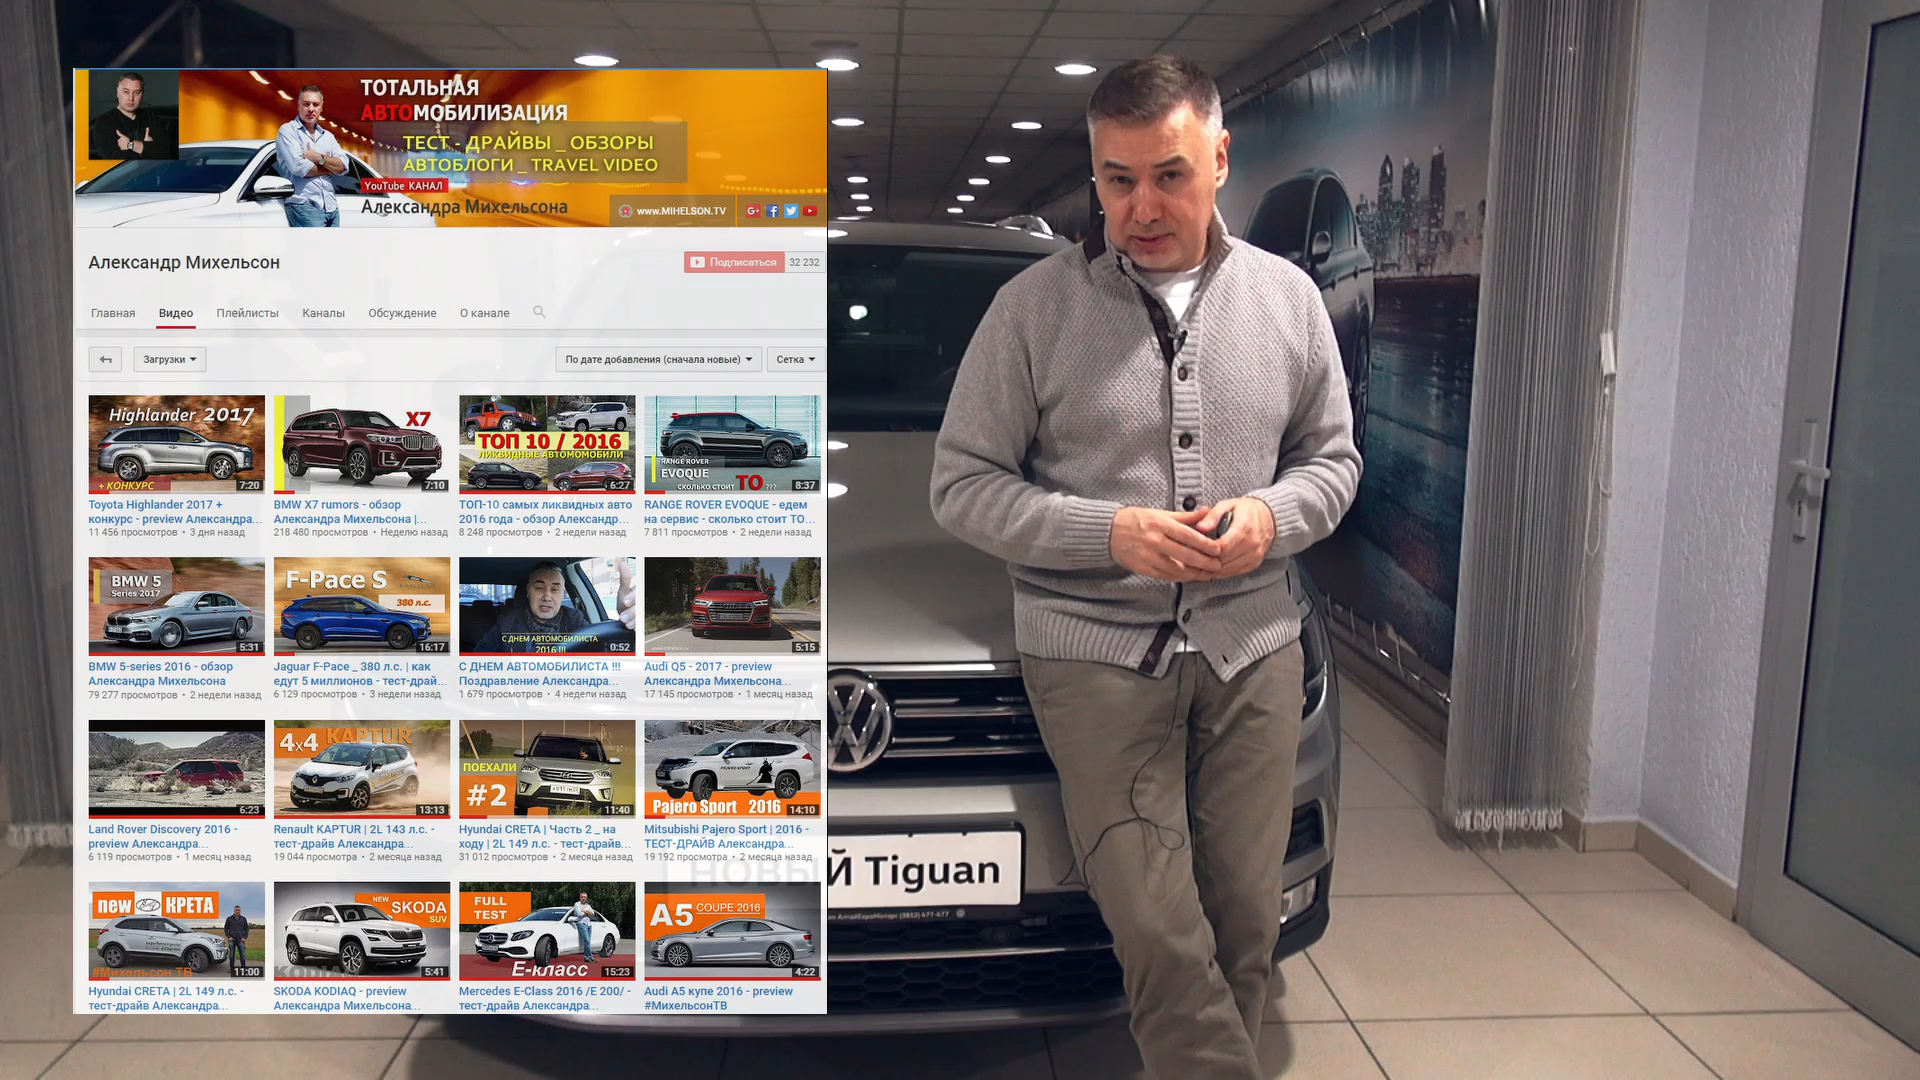 ТОТАЛЬНАЯ
АВТОМОБИЛИЗАЦИЯ
ТЕСТ - ДРАЙВЫ _ ОБЗОРЫ
АВТОБЛОГИ _ TRAVEL VIDEO
YouTube КАНАЛ
Александра Михельсона
www.MIHELSON.TV
Александр Михельсон
Подписаться 32 232
Главная Видео Плейлисты Каналы Обсуждение О канале
Загрузки По дате добавления (сначала новые) Сетка
Highlander 2017
+ КОНКУРС
7:20
Toyota Highlander 2017 +
конкурс - preview Александра...
11 456 просмотров • 3 дня назад
X7
7:10
BMW X7 rumors - обзор
Александра Михельсона |...
218 480 просмотров • Неделю назад
ТОП 10 / 2016
ЛИКВИДНЫЕ АВТОМОМОБИЛИ
6:27
ТОП-10 самых ликвидных авто
2016 года - обзор Александр...
8 248 просмотров • 2 недели назад
RANGE ROVER
EVOQUE
СКОЛЬКО СТОИТ ТО ???
8:37
RANGE ROVER EVOQUE - едем
на сервис - сколько стоит ТО...
7 811 просмотров • 2 недели назад
BMW 5
Series 2017
5:31
BMW 5-series 2016 - обзор
Александра Михельсона
79 277 просмотров • 2 недели назад
F-Pace S
380 л.с.
16:17
Jaguar F-Pace _ 380 л.с. | как
едут 5 миллионов - тест-драй...
6 129 просмотров • 3 недели назад
С ДНЕМ АВТОМОБИЛИСТА
2016 !!!
0:52
С ДНЕМ АВТОМОБИЛИСТА !!!
Поздравление Александра...
1 679 просмотров • 4 недели назад
5:15
Audi Q5 - 2017 - preview
Александра Михельсона...
17 145 просмотров • 1 месяц назад
6:23
Land Rover Discovery 2016 -
preview Александра...
6 119 просмотров • 1 месяц назад
4x4 KAPTUR
13:13
Renault KAPTUR | 2L 143 л.с. -
тест-драйв Александра...
19 044 просмотра • 2 месяца назад
ПОЕХАЛИ
#2
11:40
Hyundai CRETA | Часть 2 _ на
ходу | 2L 149 л.с. - тест-драйв...
31 012 просмотров • 2 месяца назад
Pajero Sport 2016
14:10
Mitsubishi Pajero Sport | 2016 -
ТЕСТ-ДРАЙВ Александра...
19 192 просмотра • 2 месяца назад
new КРЕТА
#Михельсон ТВ
11:00
Hyundai CRETA | 2L 149 л.с. -
тест-драйв Александра...
NEW
SKODA
SUV
KODIAQ
5:41
SKODA KODIAQ - preview
Александра Михельсона...
FULL
TEST
E-класс
15:23
Mercedes E-Class 2016 /E 200/ -
тест-драйв Александра...
A5 COUPE 2016
4:22
Audi A5 купе 2016 - preview
#МихельсонТВ
НОВЫЙ Tiguan